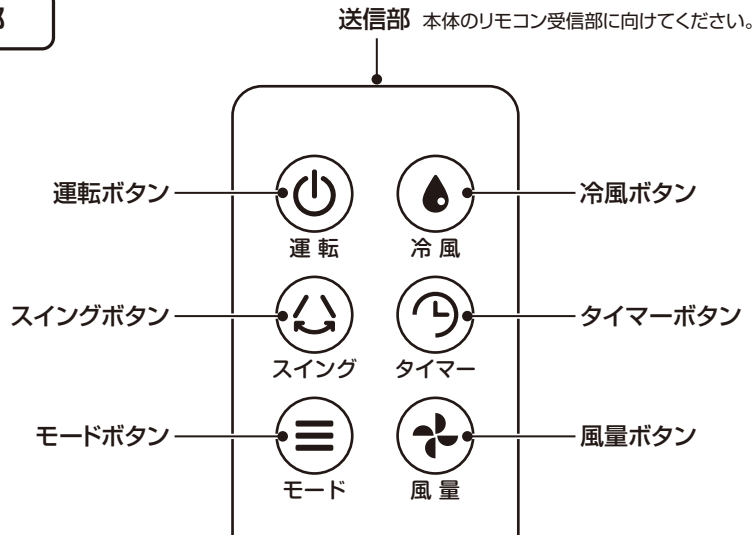 部
送信部 本体のリモコン受信部に向けてください。
運転ボタン
運転
冷風
冷風ボタン
スイングボタン
スイング
タイマー
タイマーボタン
モードボタン
モード
風量
風量ボタン